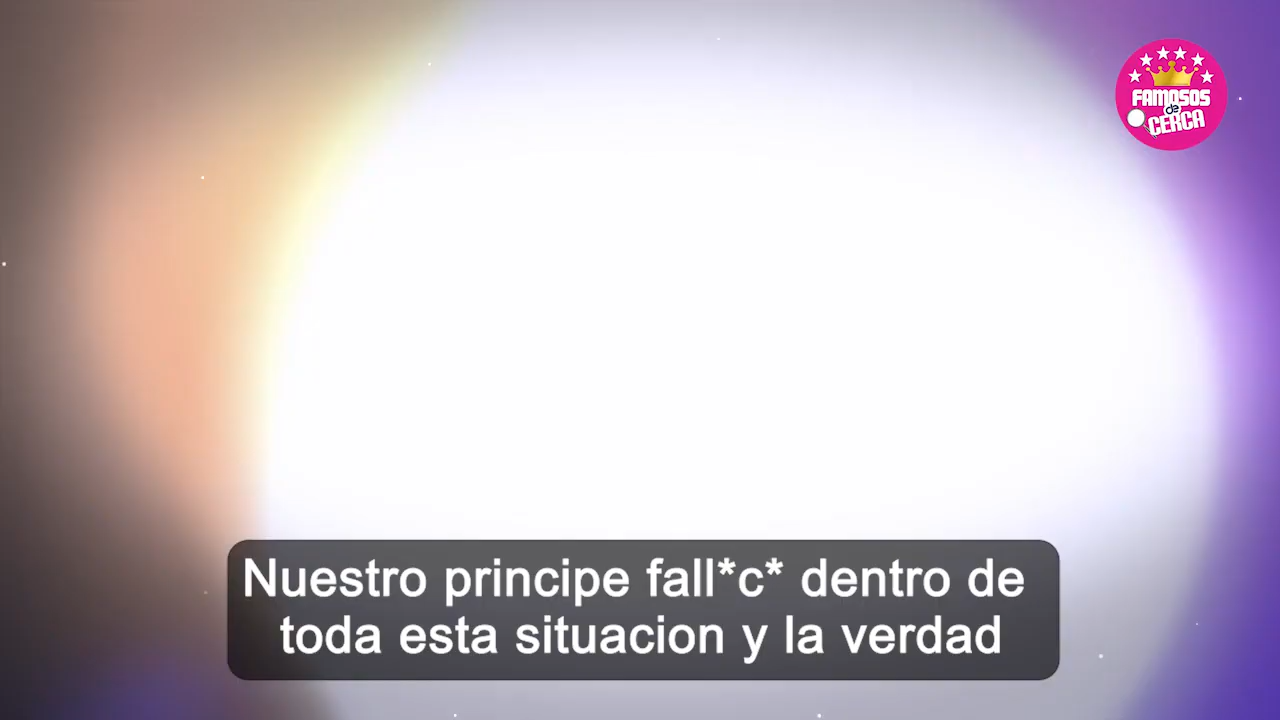 FAMOSOS
de
CERCA
Nuestro principe fall*c* dentro de
toda esta situacion y la verdad